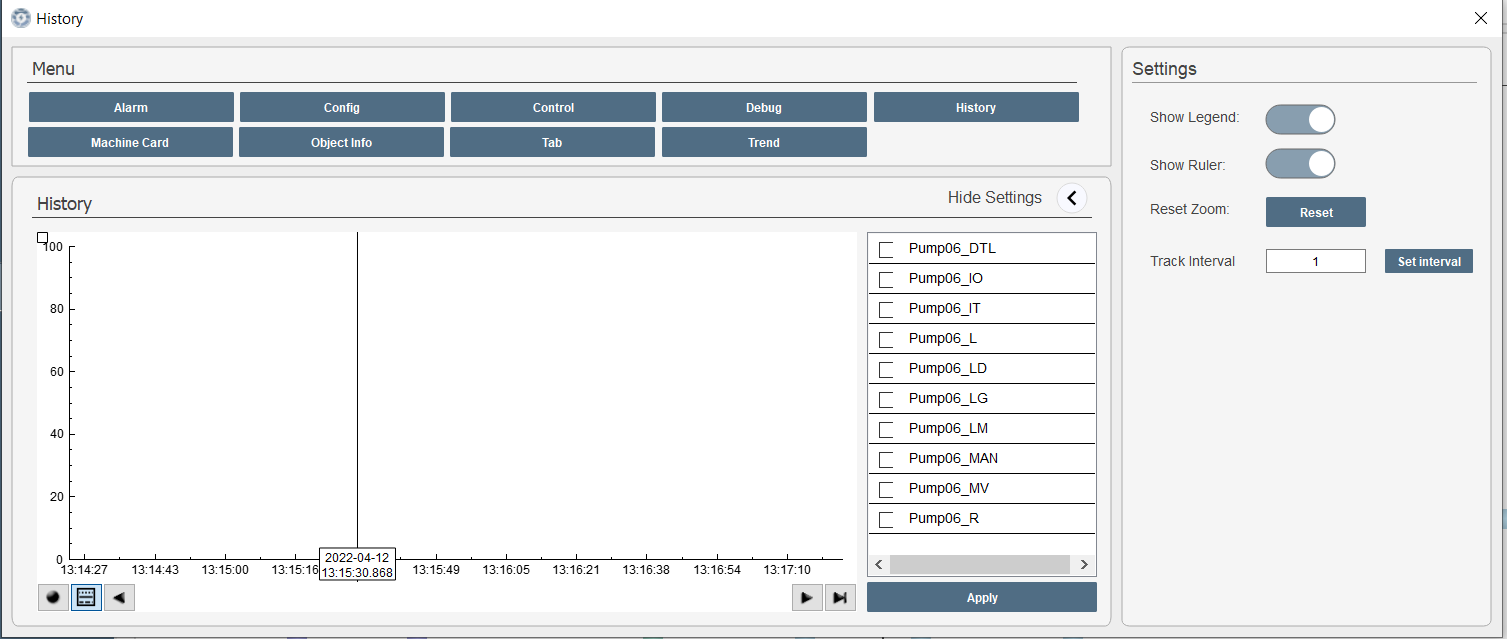 History
Menu
Alarm
Config
Control
Debug
History
Machine Card
Object Info
Tab
Trend
History
Hide Settings
100
80
60
40
20
0
13:14:27
13:14:43
13:15:00
13:15:16
2022-04-12
13:15:30.868
13:15:49
13:16:05
13:16:21
13:16:38
13:16:54
13:17:10
Pump06_DTL
Pump06_IO
Pump06_IT
Pump06_L
Pump06_LD
Pump06_LG
Pump06_LM
Pump06_MAN
Pump06_MV
Pump06_R
Apply
Settings
Show Legend:
Show Ruler:
Reset Zoom:
Reset
Track Interval
1
Set interval